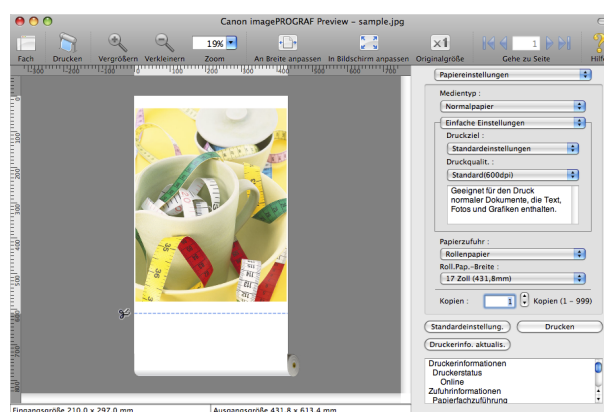 Canon imagePROGRAF Preview – sample.jpg
19%
1
Fach Drucken Vergrößern Verkleinern Zoom An Breite anpassen In Bildschirm anpassen Originalgröße Gehe zu Seite Hilfe
Papiereinstellungen
Medientyp :
Normalpapier
Einfache Einstellungen
Druckziel :
Standardeinstellungen
Druckqualit. :
Standard(600dpi)
Geeignet für den Druck
normaler Dokumente, die Text,
Fotos und Grafiken enthalten.
Papierzufuhr :
Rollenpapier
Roll.Pap.-Breite :
17 Zoll (431,8mm)
Kopien : 1 Kopien (1 – 999)
Standardeinstellung. Drucken
Druckerinfo. aktualis.
Druckerinformationen
Druckerstatus
Online
Zufuhrinformationen
Papierfachzuführung
Eingangsgröße 210,0 x 297,0 mm Ausgangsgröße 431,8 x 613,4 mm